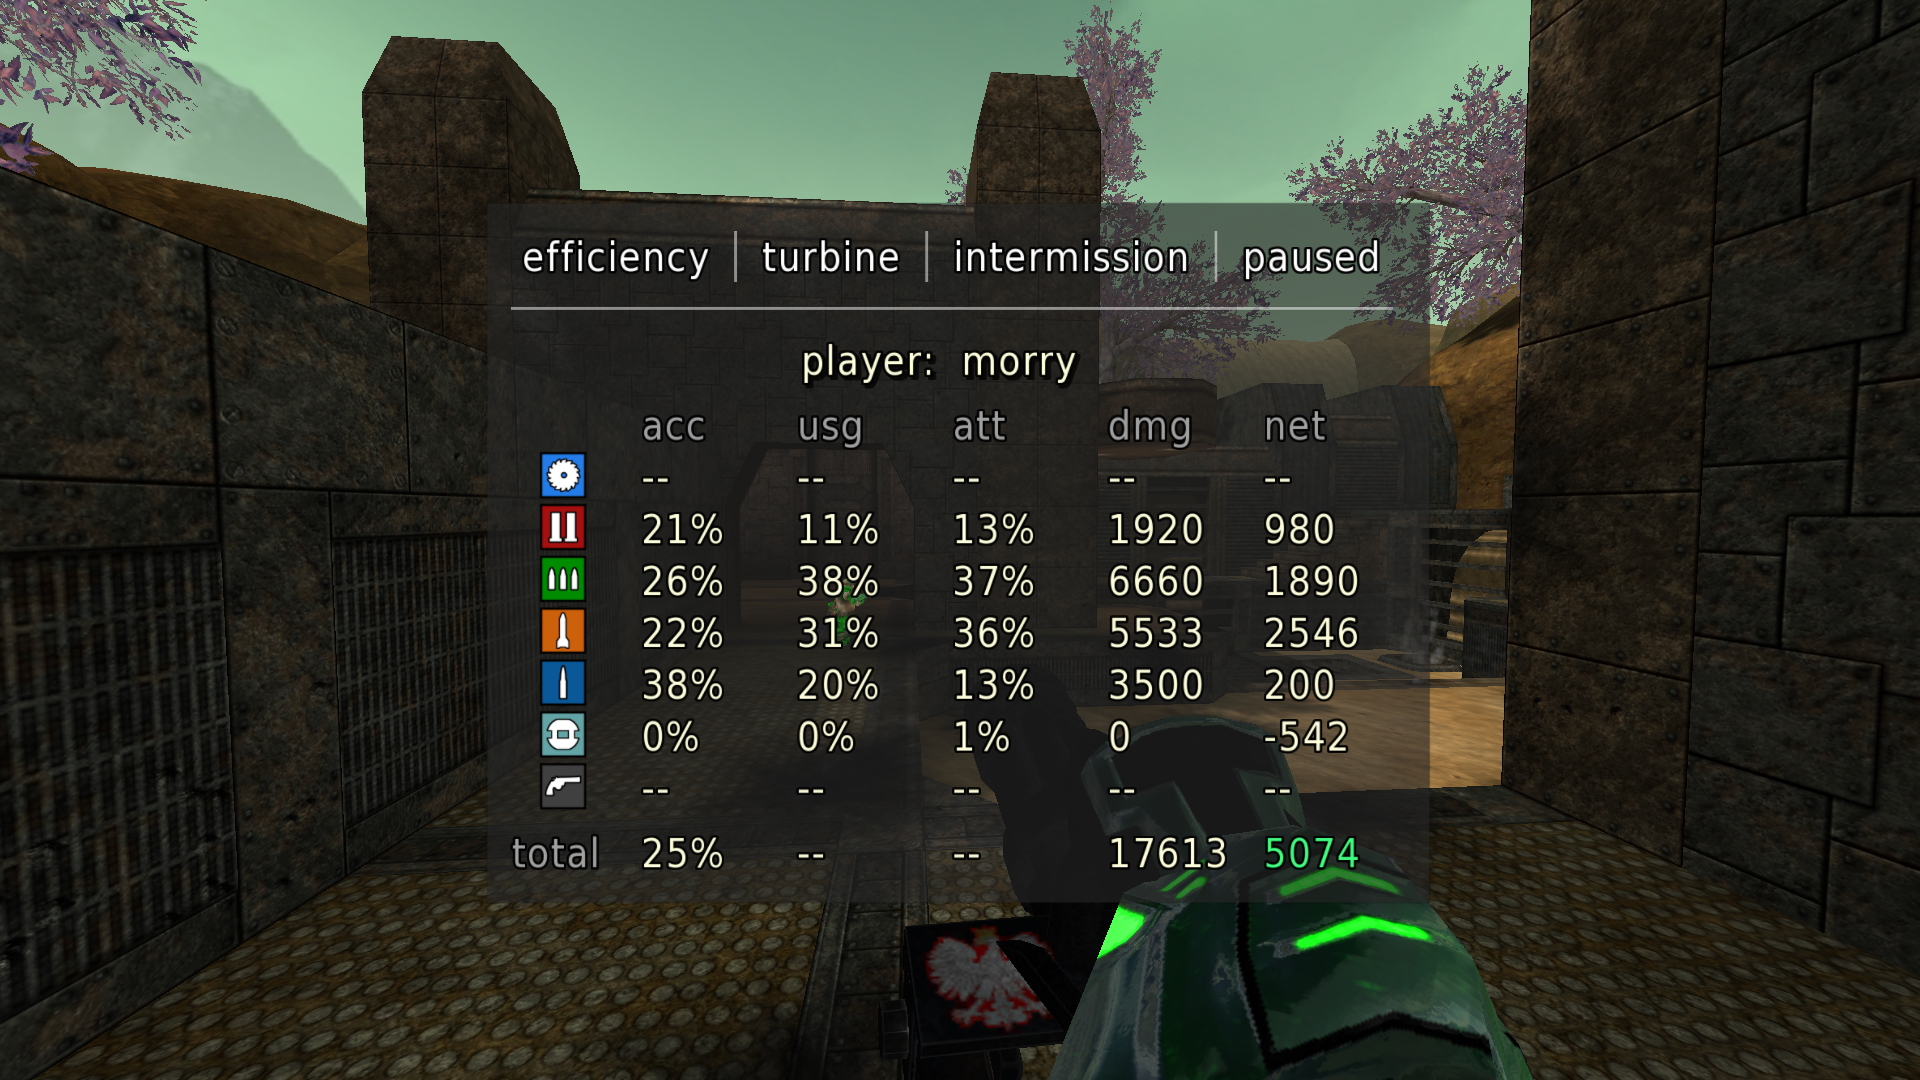 efficiency | turbine | intermission | paused
player: morry
acc usg att dmg net
-- -- -- -- --
21% 11% 13% 1920 980
26% 38% 37% 6660 1890
22% 31% 36% 5533 2546
38% 20% 13% 3500 200
0% 0% 1% 0 -542
-- -- -- -- --
total 25% -- -- 17613 5074